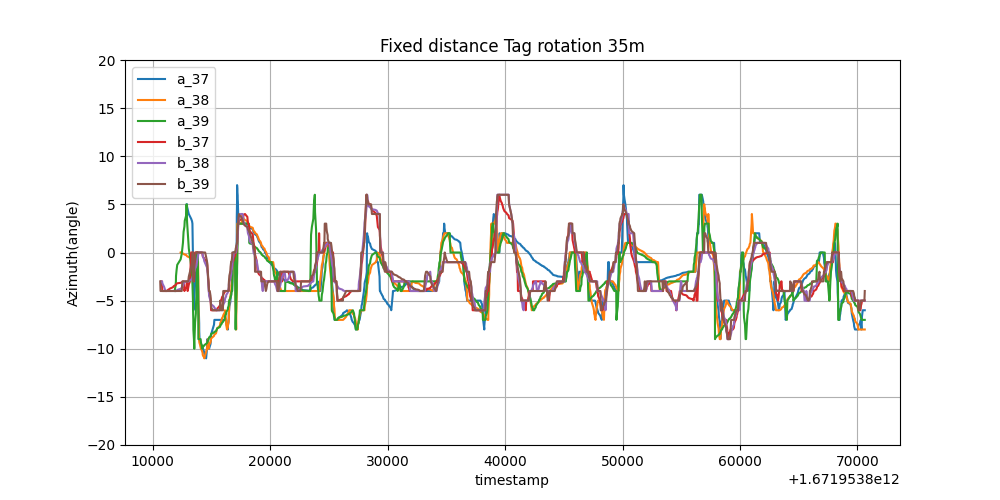 Fixed distance Tag rotation 35m
20
15
10
5
0
−5
−10
−15
−20
Azimuth(angle)
a_37
a_38
a_39
b_37
b_38
b_39
10000 20000 30000 40000 50000 60000 70000
timestamp
+1.6719538e12